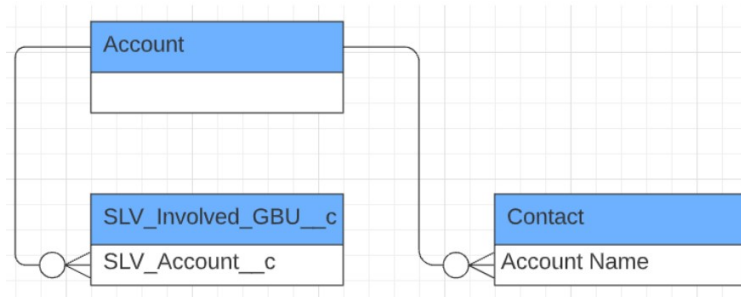 Account
SLV_Involved_GBU__c
SLV_Account__c
Contact
Account Name